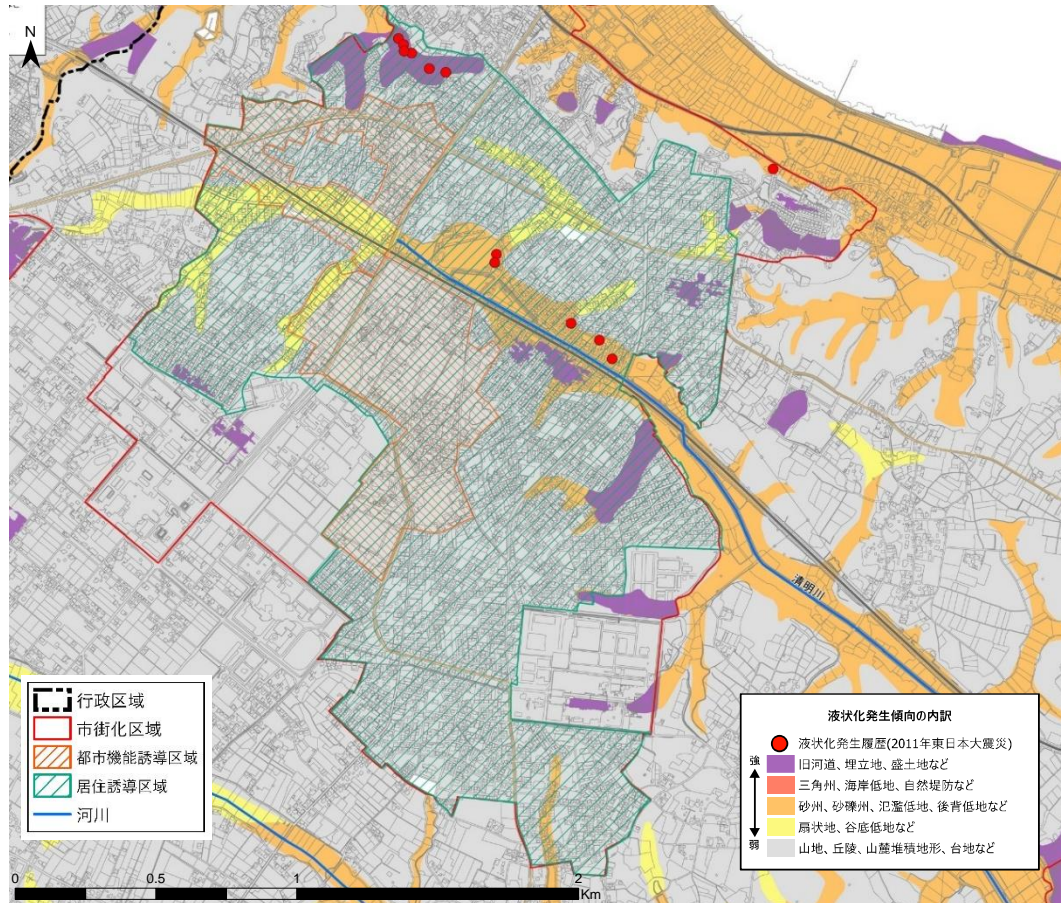 N
清明川
行政区域
市街化区域
都市機能誘導区域
居住誘導区域
河川
液状化発生傾向の内訳
液状化発生履歴(2011年東日本大震災)
強
旧河道、埋立地、盛土地など
三角州、海岸低地、自然堤防など
砂州、砂礫州、氾濫低地、後背低地など
扇状地、谷底低地など
弱
山地、丘陵、山麓堆積地形、台地など
0 0.5 1 2
Km